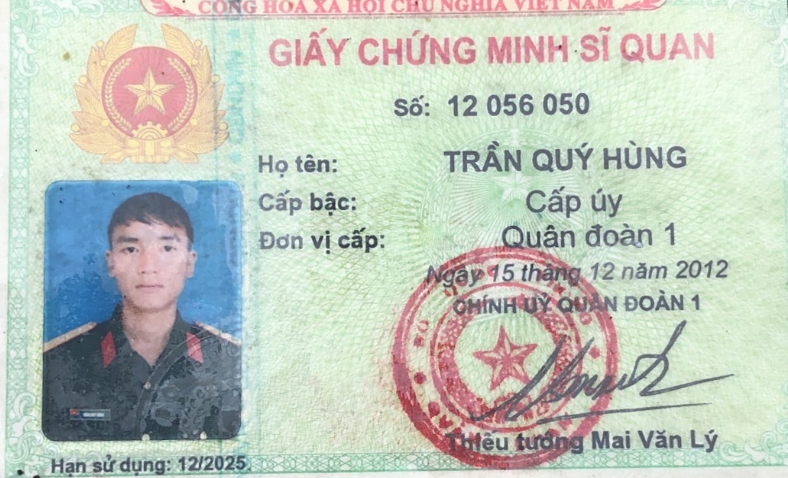 CỘNG HÒA XÃ HỘI CHỦ NGHĨA VIỆT NAM
GIẤY CHỨNG MINH SĨ QUAN
Số: 12 056 050
Họ tên: TRẦN QUÝ HÙNG
Cấp bậc: Cấp úy
Đơn vị cấp: Quân đoàn 1
Ngày 15 tháng 12 năm 2012
CHÍNH UỶ QUÂN ĐOÀN 1
Thiếu tướng Mai Văn Lý
Hạn sử dụng: 12/2025